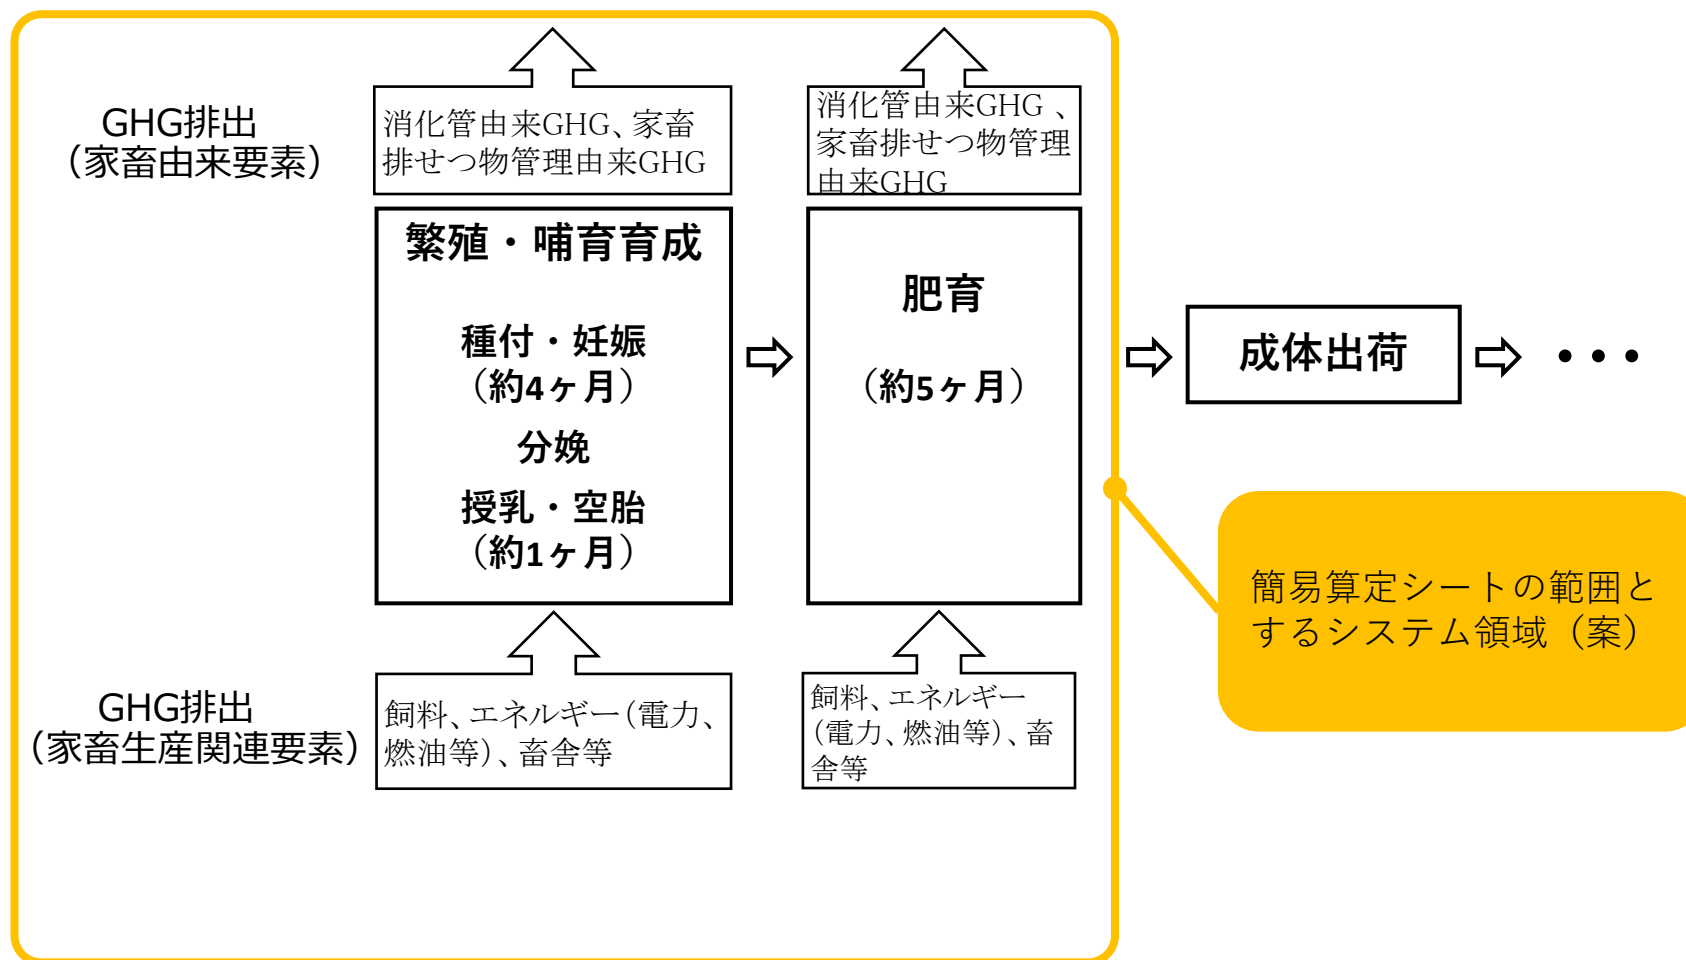 GHG排出
（家畜由来要素）
消化管由来GHG、家畜
排せつ物管理由来GHG
消化管由来GHG 、
家畜排せつ物管理
由来GHG
繁殖・哺育育成
種付・妊娠
（約4ヶ月）
分娩
授乳・空胎
（約1ヶ月）
肥育
（約5ヶ月）
成体出荷
・・・
簡易算定シートの範囲と
するシステム領域（案）
GHG排出
（家畜生産関連要素）
飼料、エネルギー（電力、
燃油等）、畜舎等
飼料、エネルギー
（電力、燃油等）、畜
舎等